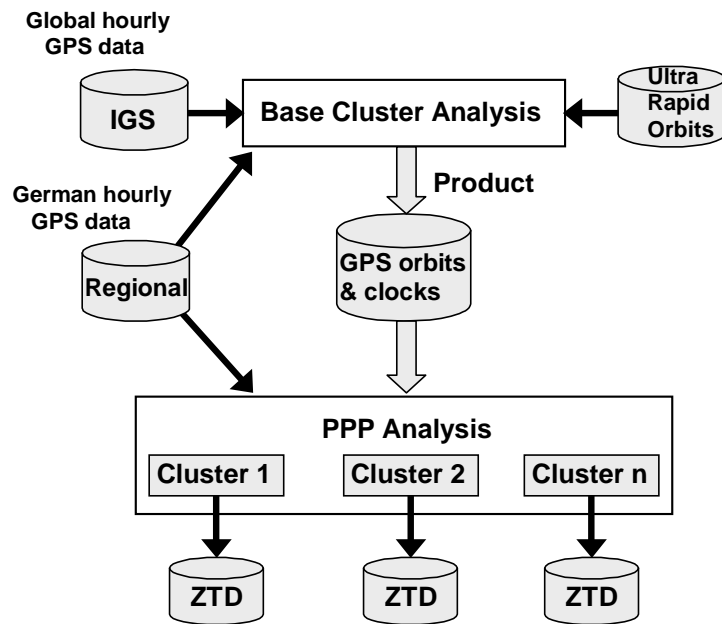 Global hourly
GPS data
IGS
Base Cluster Analysis
Ultra
Rapid
Orbits
Product
German hourly
GPS data
Regional
GPS orbits
& clocks
PPP Analysis
Cluster 1
Cluster 2
Cluster n
ZTD
ZTD
ZTD